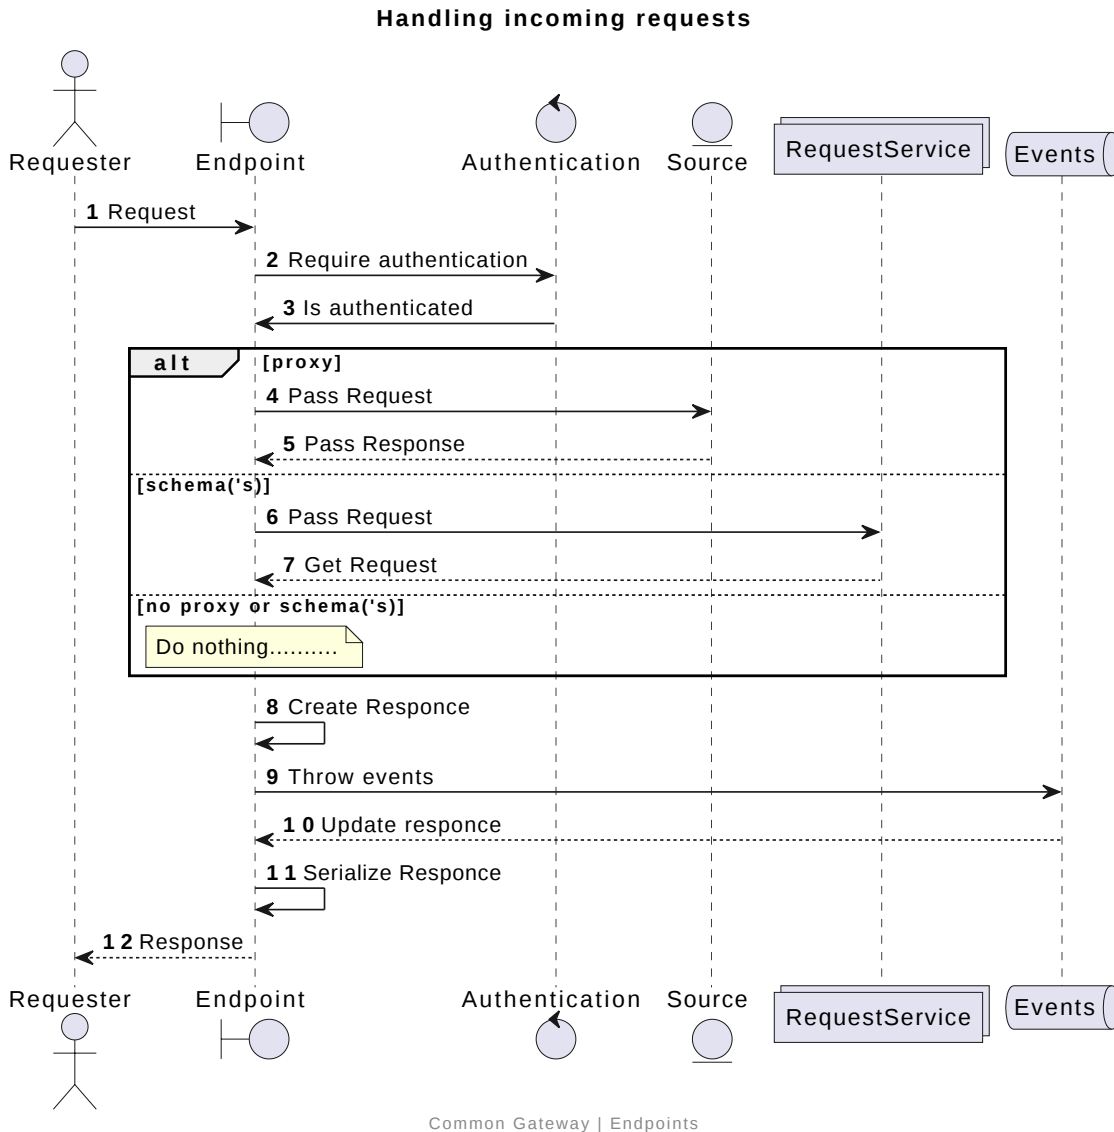 Handling incoming requests
Requester
Endpoint
Authentication
Source
RequestService
Events
1 Request
2 Require authentication
3 Is authenticated
alt
[proxy]
4 Pass Request
5 Pass Response
[schema('s)]
6 Pass Request
7 Get Request
[no proxy or schema('s)]
Do nothing..........
8 Create Responce
9 Throw events
10 Update responce
11 Serialize Responce
12 Response
Requester
Endpoint
Authentication
Source
RequestService
Events
Common Gateway | Endpoints